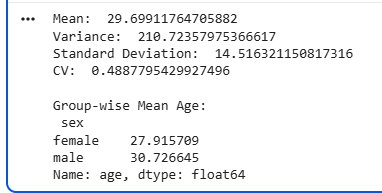 Mean:  29.69911764705882
Variance:  210.72357975366617
Standard Deviation:  14.516321150817316
CV:  0.4887795429927496
Group-wise Mean Age:
sex
female    27.915709
male      30.726645
Name: age, dtype: float64